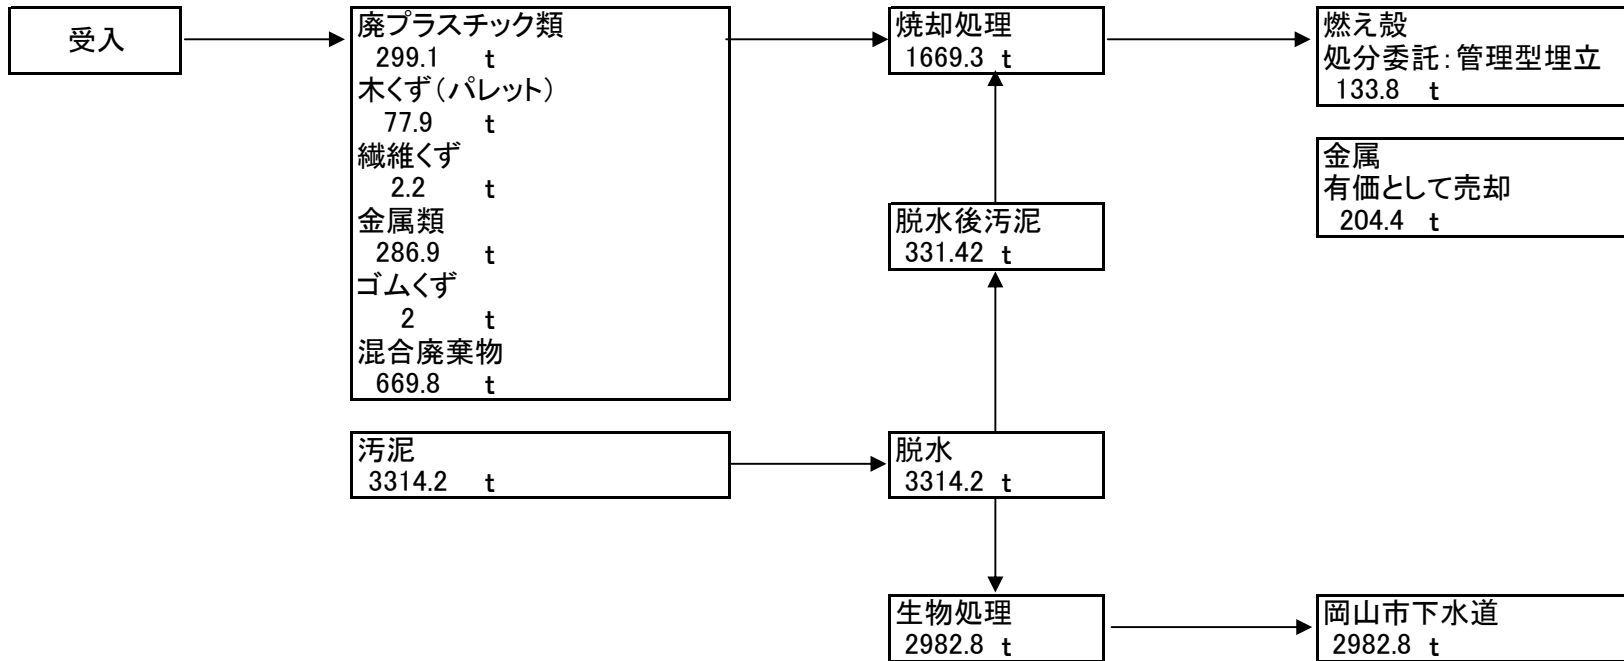 受入
廃プラスチック類
299.1 t
木くず(パレット)
77.9 t
繊維くず
2.2 t
金属類
286.9 t
ゴムくず
2 t
混合廃棄物
669.8 t
汚泥
3314.2 t
焼却処理
1669.3 t
脱水後汚泥
331.42 t
脱水
3314.2 t
生物処理
2982.8 t
燃え殻
処分委託:管理型埋立
133.8 t
金属
有価として売却
204.4 t
岡山市下水道
2982.8 t